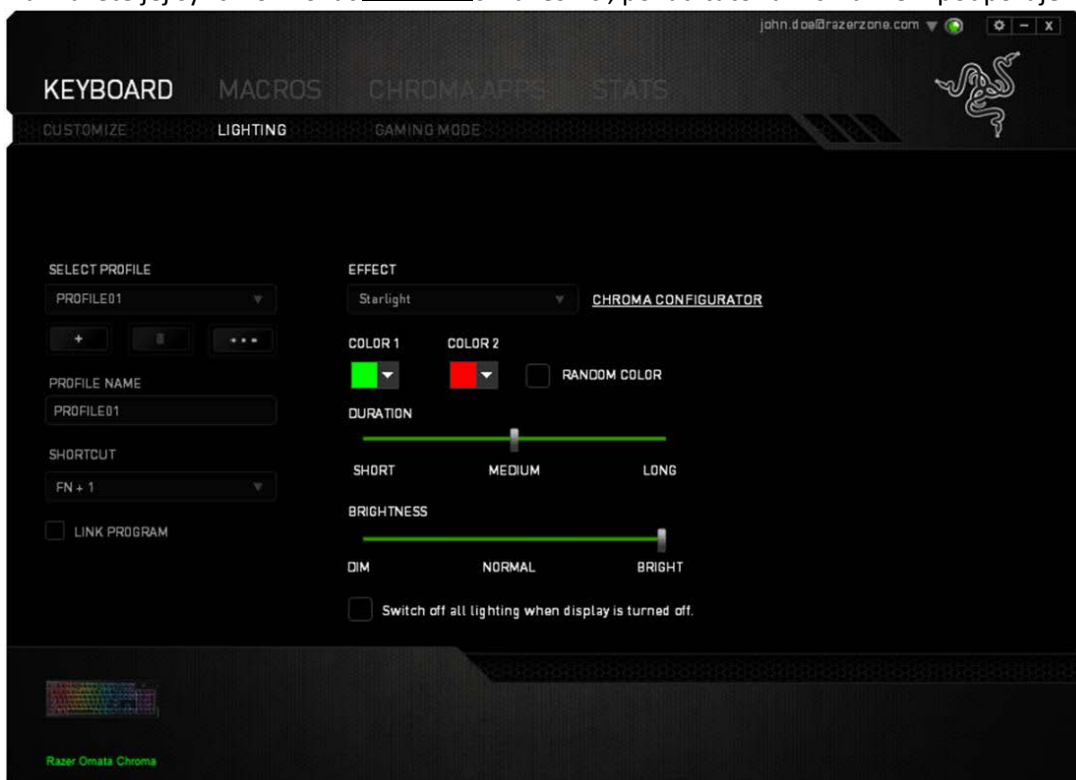 john.doe@razerzone.com
KEYBOARD MACROS CHROMA APPS STATS
CUSTOMIZE LIGHTING GAMING MODE
SELECT PROFILE
PROFILE01
PROFILE NAME
PROFILE01
SHORTCUT
FN + 1
LINK PROGRAM
EFFECT
Starlight
CHROMA CONFIGURATOR
COLOR 1 COLOR 2
RANDOM COLOR
DURATION
SHORT MEDIUM LONG
BRIGHTNESS
DIM NORMAL BRIGHT
Switch off all lighting when display is turned off.
Razer Ornata Chroma